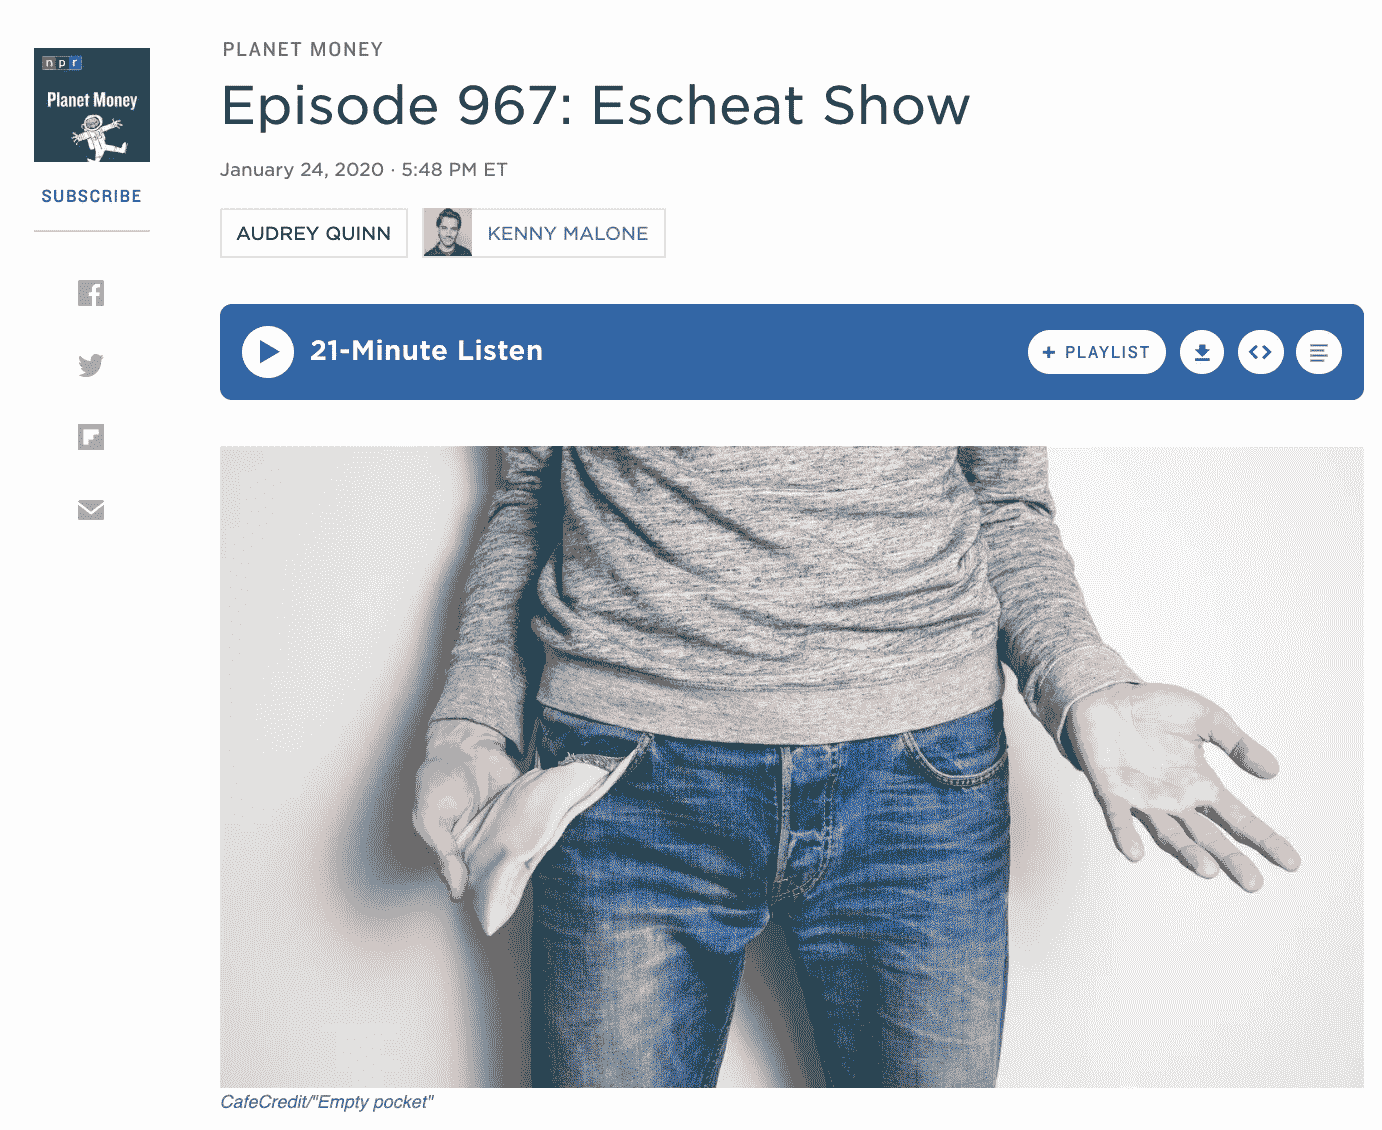 npr
Planet Money
SUBSCRIBE
PLANET MONEY
Episode 967: Escheat Show
January 24, 2020 · 5:48 PM ET
AUDREY QUINN
KENNY MALONE
21-Minute Listen
+ PLAYLIST
CafeCredit/"Empty pocket"